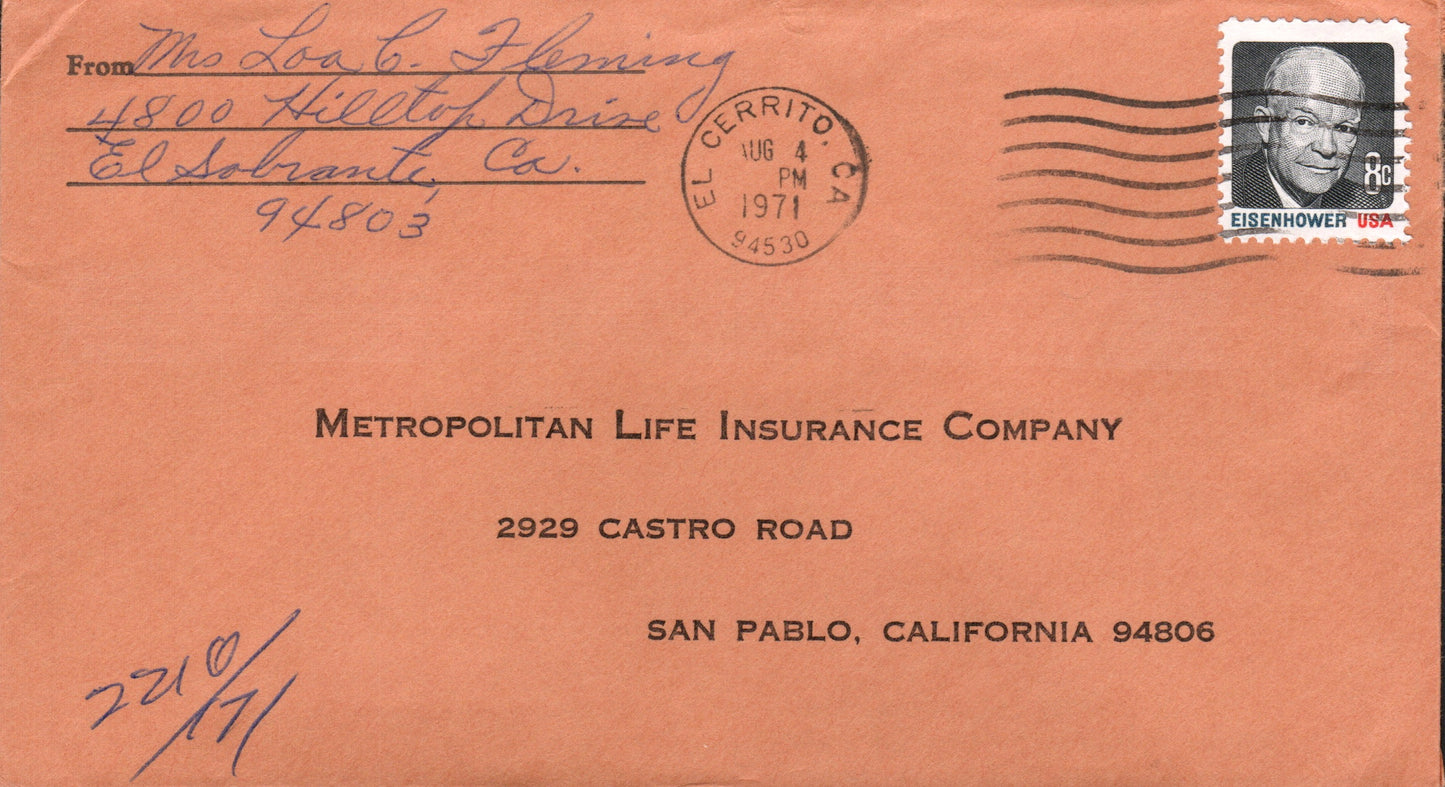 From Mrs Loa C. Fleming
4800 Hilltop Drive
El Sobrante, Ca.
94803
EL CERRITO, CA
AUG 4
PM
1971
94530
8c
EISENHOWER USA
METROPOLITAN LIFE INSURANCE COMPANY
2929 CASTRO ROAD
SAN PABLO, CALIFORNIA 94806